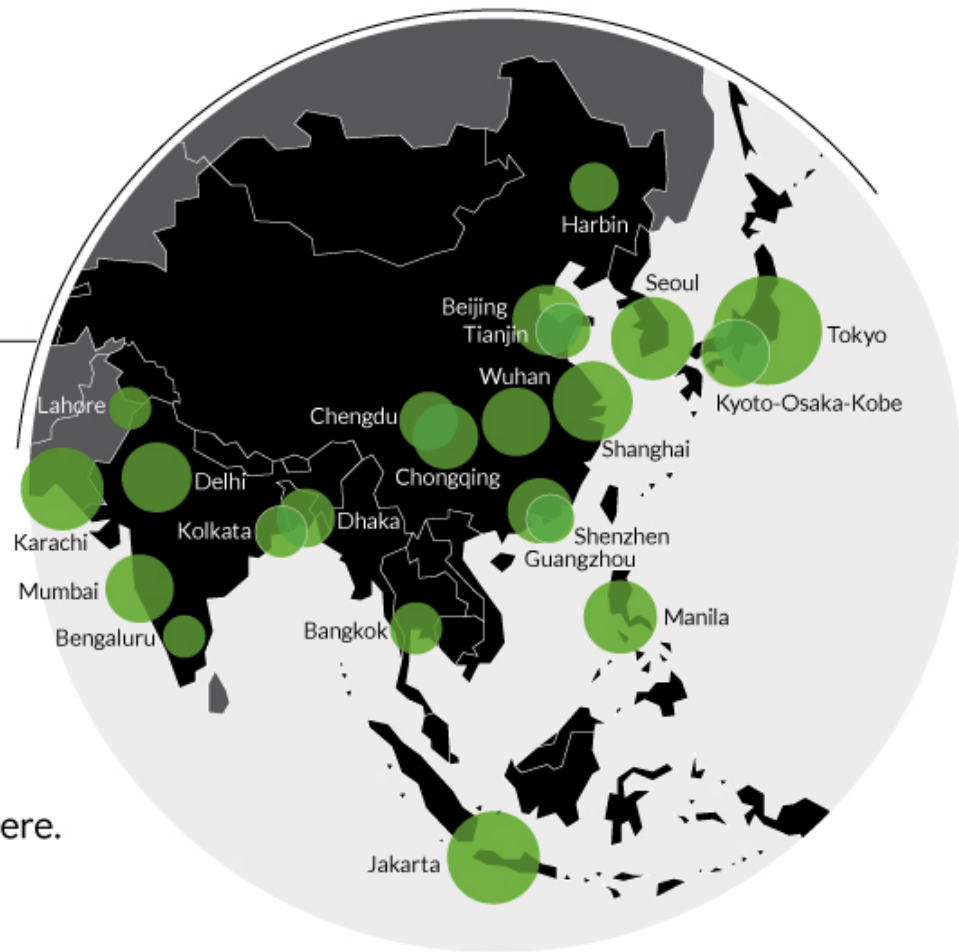 Harbin
Seoul
Beijing
Tianjin
Tokyo
Wuhan
Kyoto-Osaka-Kobe
Lahore
Chengdu
Shanghai
Chongqing
Delhi
Dhaka
Kolkata
Shenzhen
Karachi
Guangzhou
Mumbai
Manila
Bengaluru
Bangkok
ere.
Jakarta